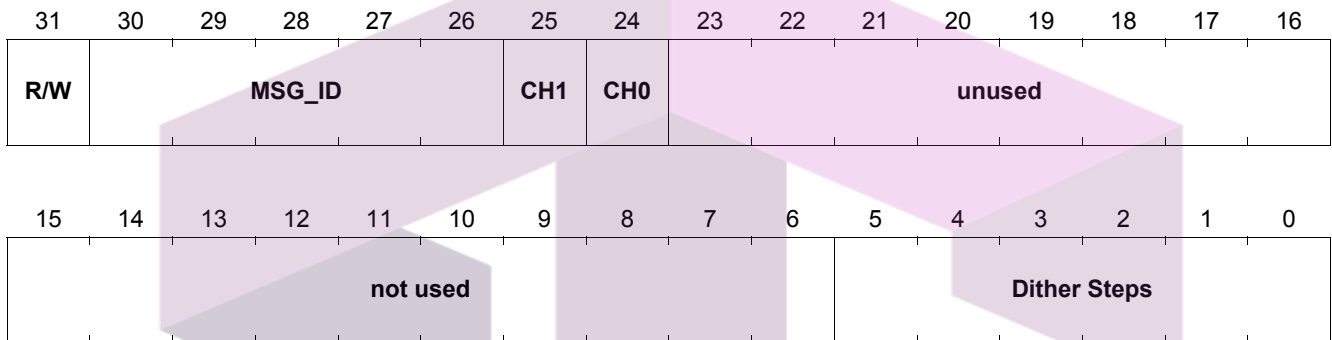 31 30 29 28 27 26 25 24 23 22 21 20 19 18 17 16
R/W MSG_ID CH1 CH0 unused
15 14 13 12 11 10 9 8 7 6 5 4 3 2 1 0
not used Dither Steps